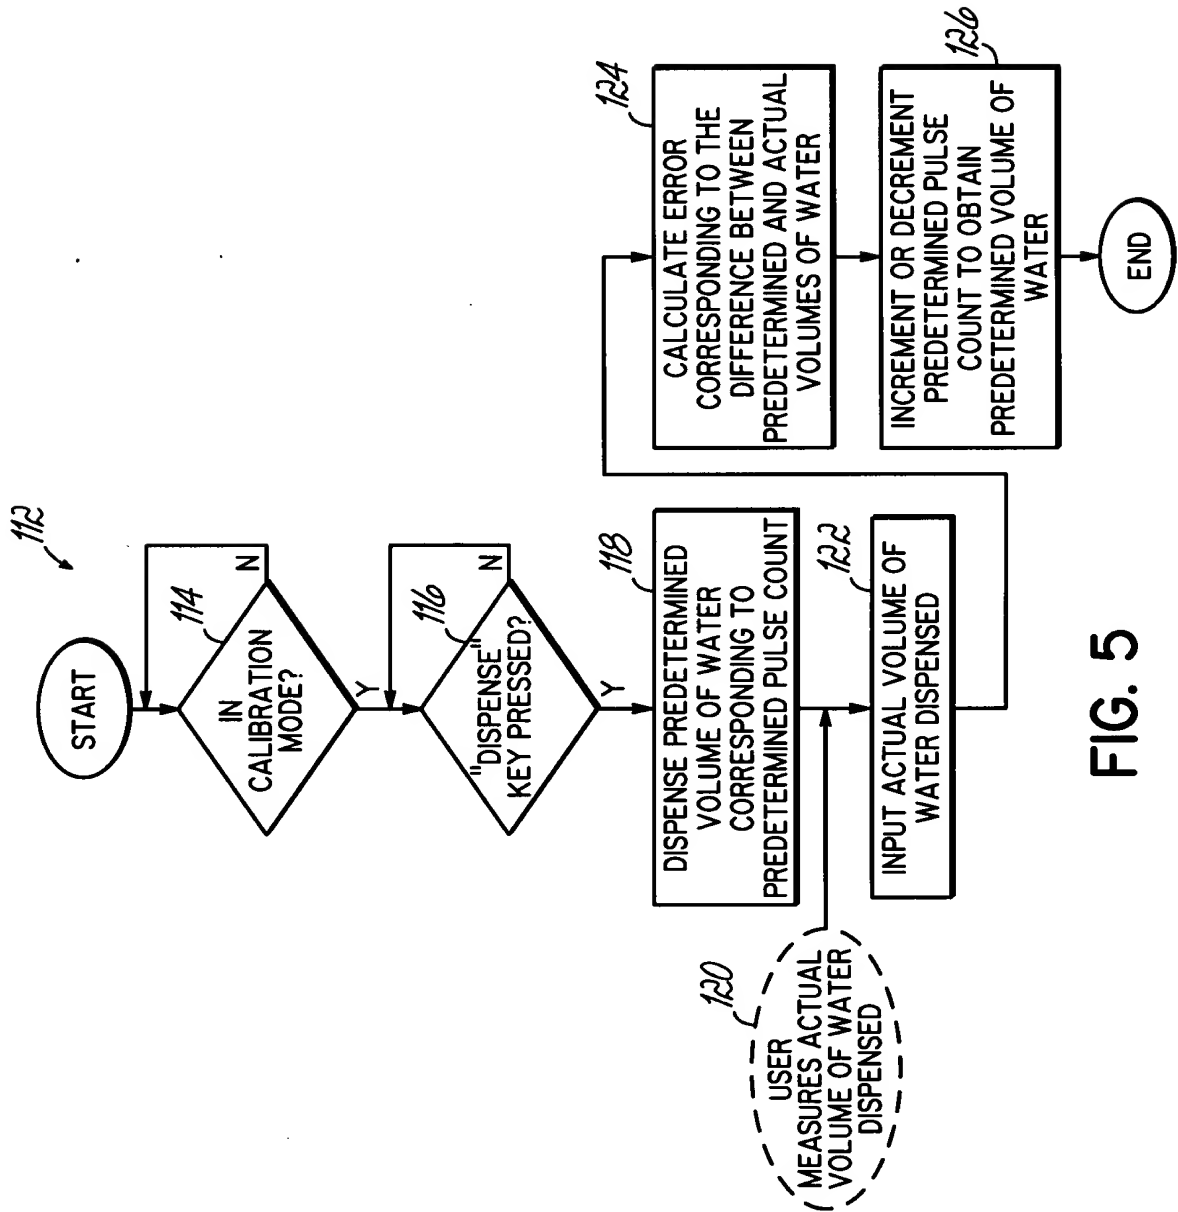 112
START
114
IN
CALIBRATION
MODE?
N
Y
116
"DISPENSE"
KEY PRESSED?
N
Y
118
DISPENSE PREDETERMINED
VOLUME OF WATER
CORRESPONDING TO
PREDETERMINED PULSE COUNT
120
USER
MEASURES ACTUAL
VOLUME OF WATER
DISPENSED
122
INPUT ACTUAL VOLUME OF
WATER DISPENSED
124
CALCULATE ERROR
CORRESPONDING TO THE
DIFFERENCE BETWEEN
PREDETERMINED AND ACTUAL
VOLUMES OF WATER
126
INCREMENT OR DECREMENT
PREDETERMINED PULSE
COUNT TO OBTAIN
PREDETERMINED VOLUME OF
WATER
END
FIG. 5